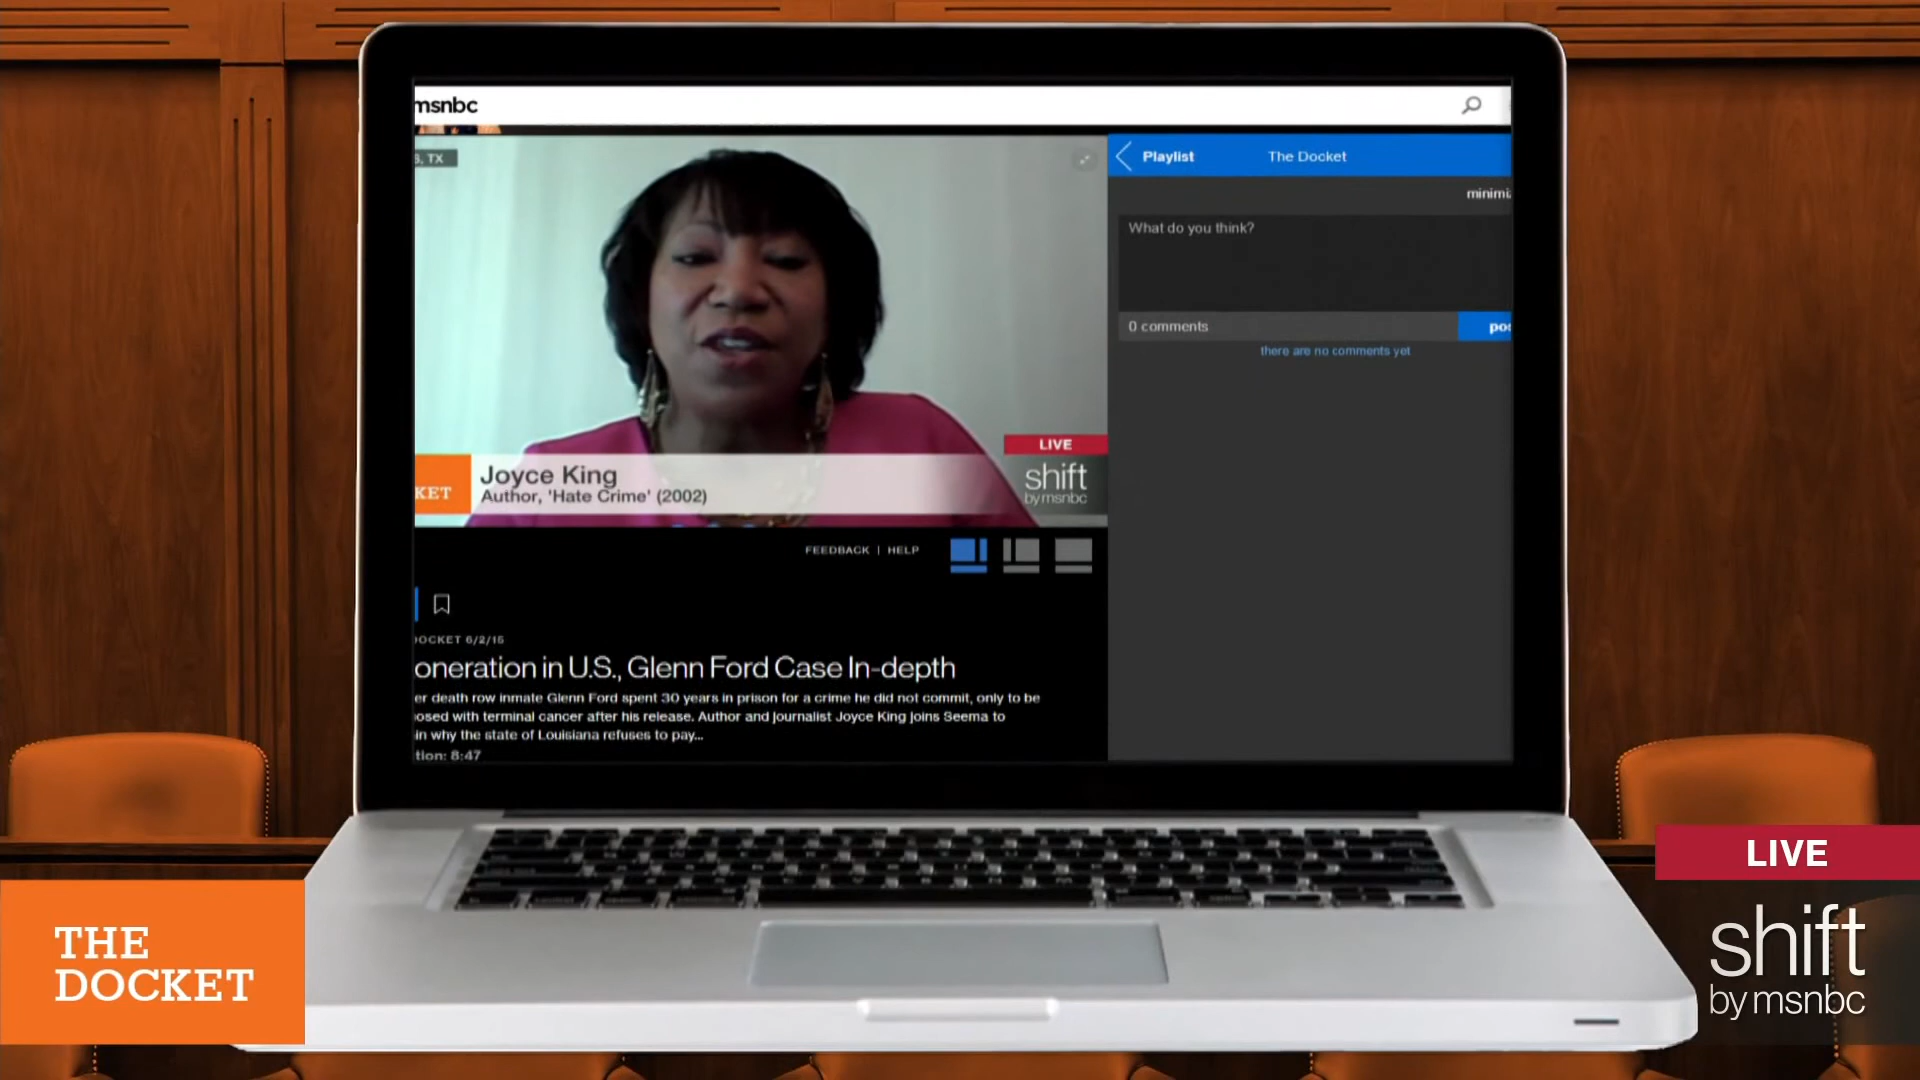 msnbc
, TX
Playlist
The Docket
What do you think?
0 comments
there are no comments yet
LIVE
shift
by msnbc
KET
Joyce King
Author, 'Hate Crime' (2002)
FEEDBACK | HELP
OCKET 6/2/15
oneration in U.S., Glenn Ford Case In-depth
er death row inmate Glenn Ford spent 30 years in prison for a crime he did not commit, only to be
osed with terminal cancer after his release. Author and journalist Joyce King joins Seema to
in why the state of Louisiana refuses to pay...
tion: 8:47
THE
DOCKET
LIVE
shift
by msnbc